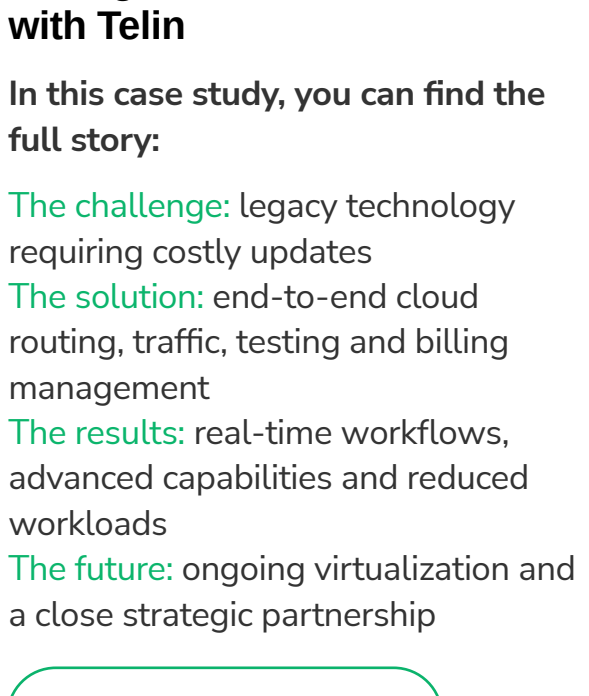 with Telin
In this case study, you can find the
full story:
The challenge: legacy technology
requiring costly updates
The solution: end-to-end cloud
routing, traffic, testing and billing
management
The results: real-time workflows,
advanced capabilities and reduced
workloads
The future: ongoing virtualization and
a close strategic partnership